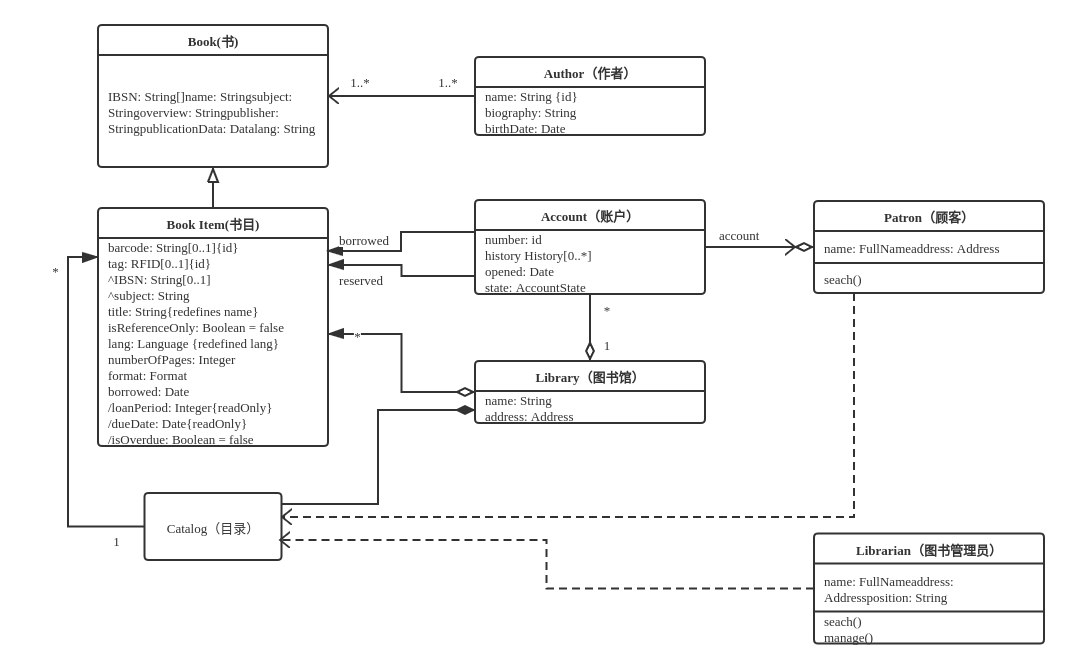 Book(书)
IBSN: String[]name: Stringsubject:
Stringoverview: Stringpublisher:
StringpublicationData: Datalang: String
1..*
1..*
Author（作者）
name: String {id}
biography: String
birthDate: Date
Book Item(书目)
barcode: String[0..1]{id}
tag: RFID[0..1]{id}
^IBSN: String[0..1]
^subject: String
title: String{redefines name}
isReferenceOnly: Boolean = false
lang: Language {redefined lang}
numberOfPages: Integer
format: Format
borrowed: Date
/loanPeriod: Integer{readOnly}
/dueDate: Date{readOnly}
/isOverdue: Boolean = false
borrowed
reserved
Account（账户）
number: id
history History[0..*]
opened: Date
state: AccountState
account
Patron（顾客）
name: FullNameaddress: Address
seach()
*
*
1
*
Library（图书馆）
name: String
address: Address
Catalog（目录）
1
Librarian（图书管理员）
name: FullNameaddress:
Addressposition: String
seach()
manage()